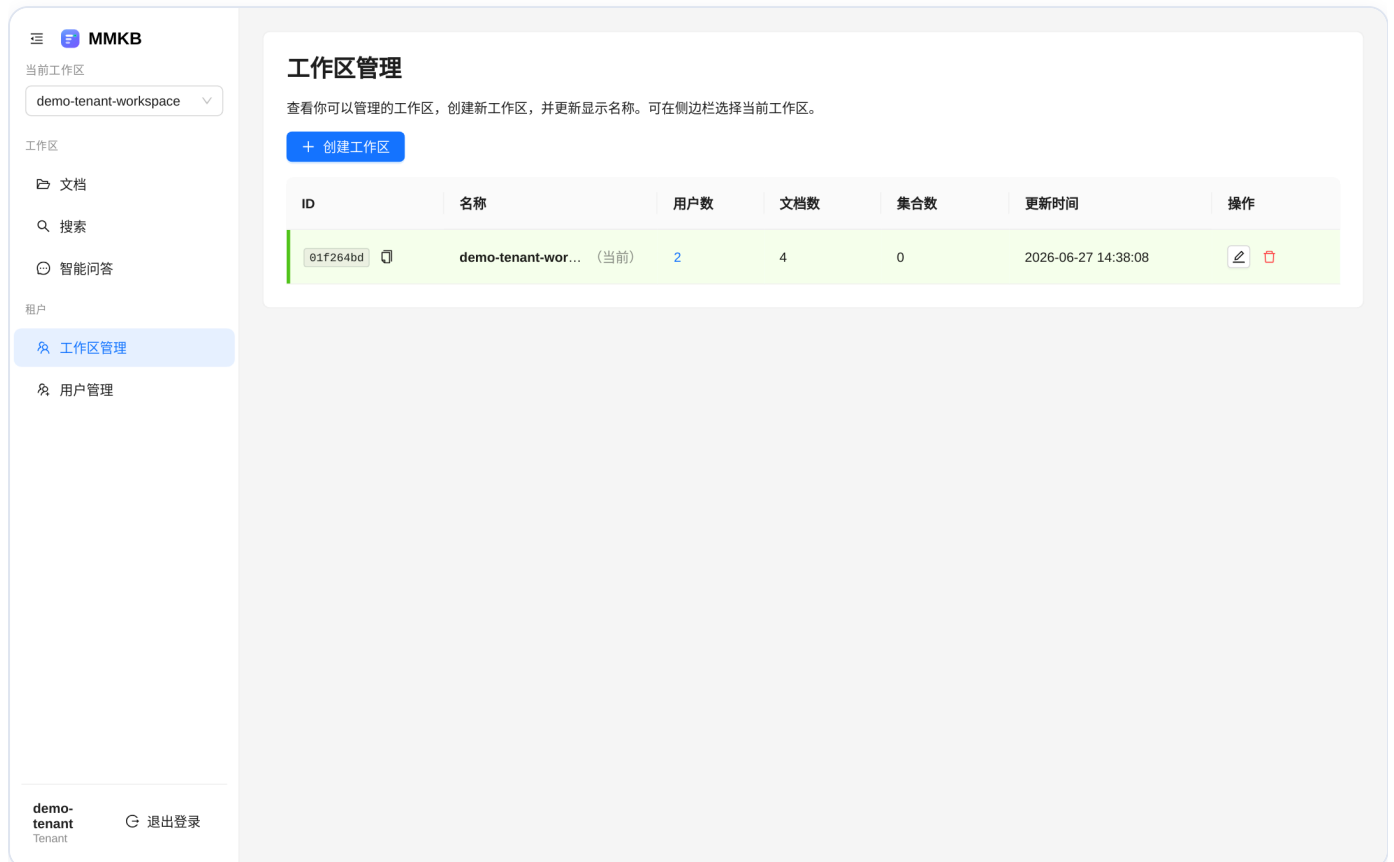 MMKB
当前工作区
demo-tenant-workspace
工作区
文档
搜索
智能问答
租户
工作区管理
用户管理
demo-
tenant
Tenant
退出登录
工作区管理
查看你可以管理的工作区，创建新工作区，并更新显示名称。可在侧边栏选择当前工作区。
创建工作区
ID 名称 用户数 文档数 集合数 更新时间 操作
01f264bd demo-tenant-wor... （当前） 2 4 0 2026-06-27 14:38:08